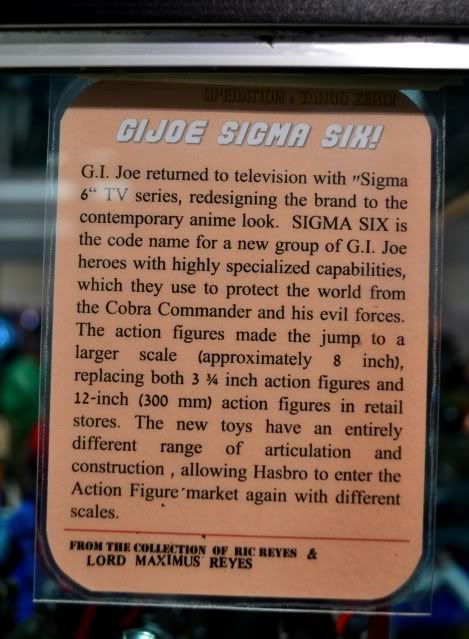 OPERATION : TANGO ZERO!
GIJOE SIGMA SIX!
G.I. Joe returned to television with "Sigma
6“ TV series, redesigning the brand to the
contemporary anime look. SIGMA SIX is
the code name for a new group of G.I. Joe
heroes with highly specialized capabilities,
which they use to protect the world from
the Cobra Commander and his evil forces.
The action figures made the jump to a
larger scale (approximately 8 inch),
replacing both 3 ¾ inch action figures and
12-inch (300 mm) action figures in retail
stores. The new toys have an entirely
different range of articulation and
construction , allowing Hasbro to enter the
Action Figure market again with different
scales.
FROM THE COLLECTION OF RIC REYES &
LORD MAXIMUS REYES